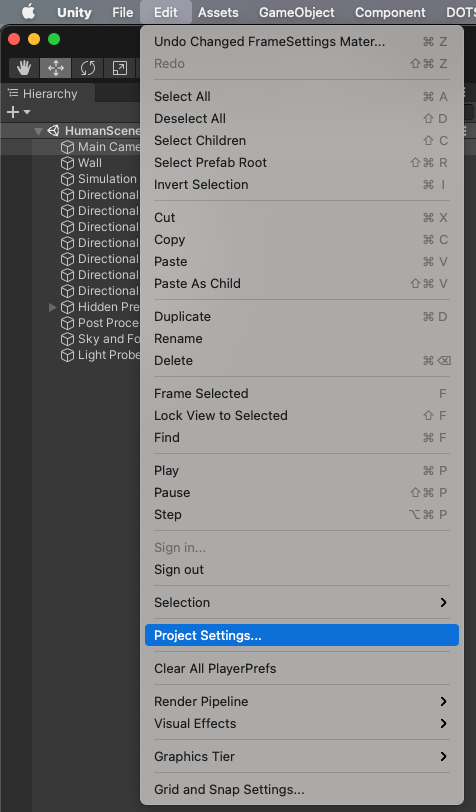 Unity File Edit Assets GameObject Component DOTS
Hierarchy
HumanScene
Main Came
Wall
Simulation
Directional
Directional
Directional
Directional
Directional
Directional
Directional
Hidden Pre
Post Proce
Sky and Fo
Light Probe
Undo Changed FrameSettings Mater... ⌘ Z
Redo ⇧⌘ Z
Select All ⌘ A
Deselect All ⇧ D
Select Children ⇧ C
Select Prefab Root ⇧⌘ R
Invert Selection ⌘ I
Cut ⌘ X
Copy ⌘ C
Paste ⌘ V
Paste As Child ⇧⌘ V
Duplicate ⌘ D
Rename
Delete ⌘ ⌫
Frame Selected F
Lock View to Selected ⇧ F
Find ⌘ F
Play ⌘ P
Pause ⇧⌘ P
Step ⌥⌘ P
Sign in...
Sign out
Selection
Project Settings...
Clear All PlayerPrefs
Render Pipeline
Visual Effects
Graphics Tier
Grid and Snap Settings...